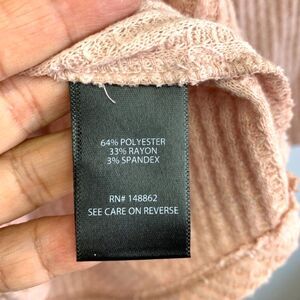 64% POLYESTER
33% RAYON
3% SPANDEX
RN# 148862
SEE CARE ON REVERSE